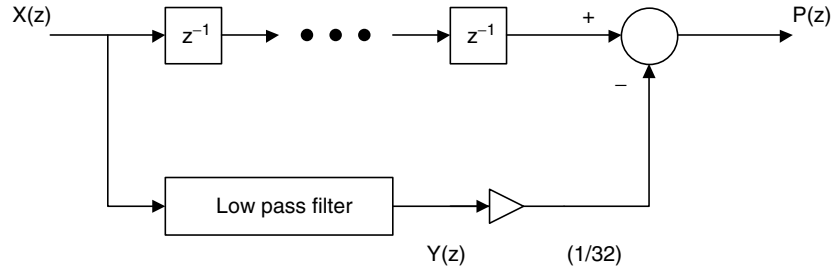 X(z)
P(z)
z⁻¹
z⁻¹
+
−
Low pass filter
Y(z)
(1/32)